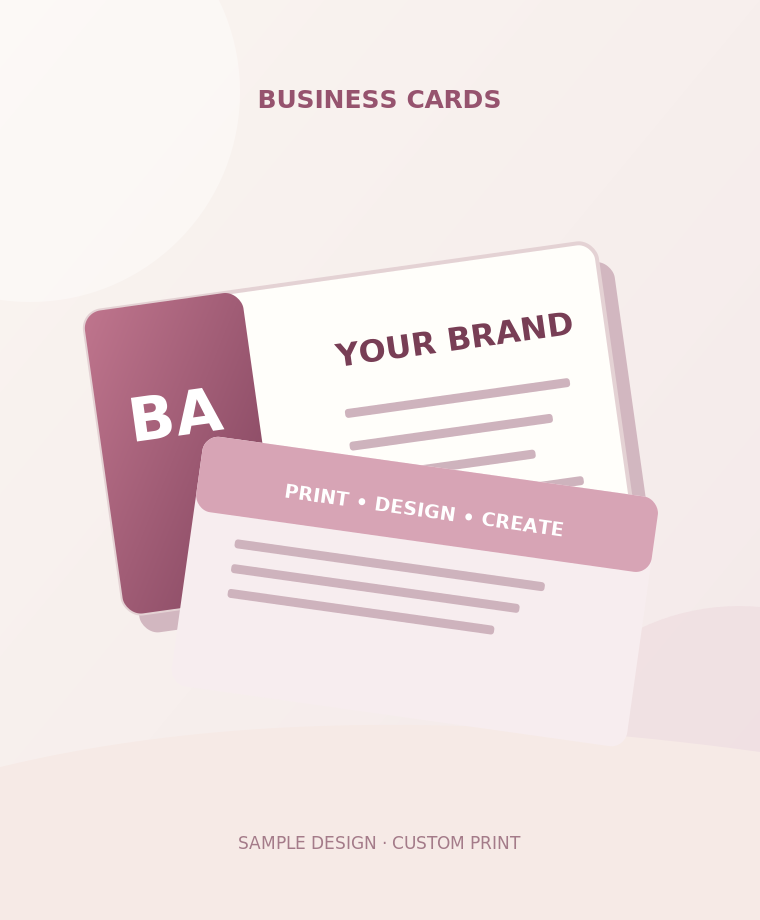 BUSINESS CARDS
YOUR BRAND
BA
PRINT • DESIGN • CREATE
SAMPLE DESIGN · CUSTOM PRINT